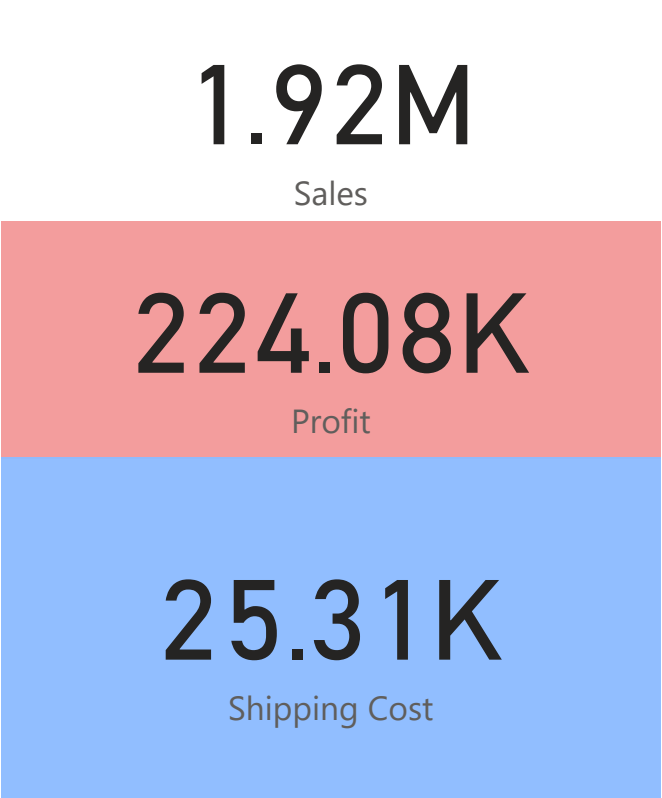 1.92M
Sales
224.08K
Profit
25.31K
Shipping Cost